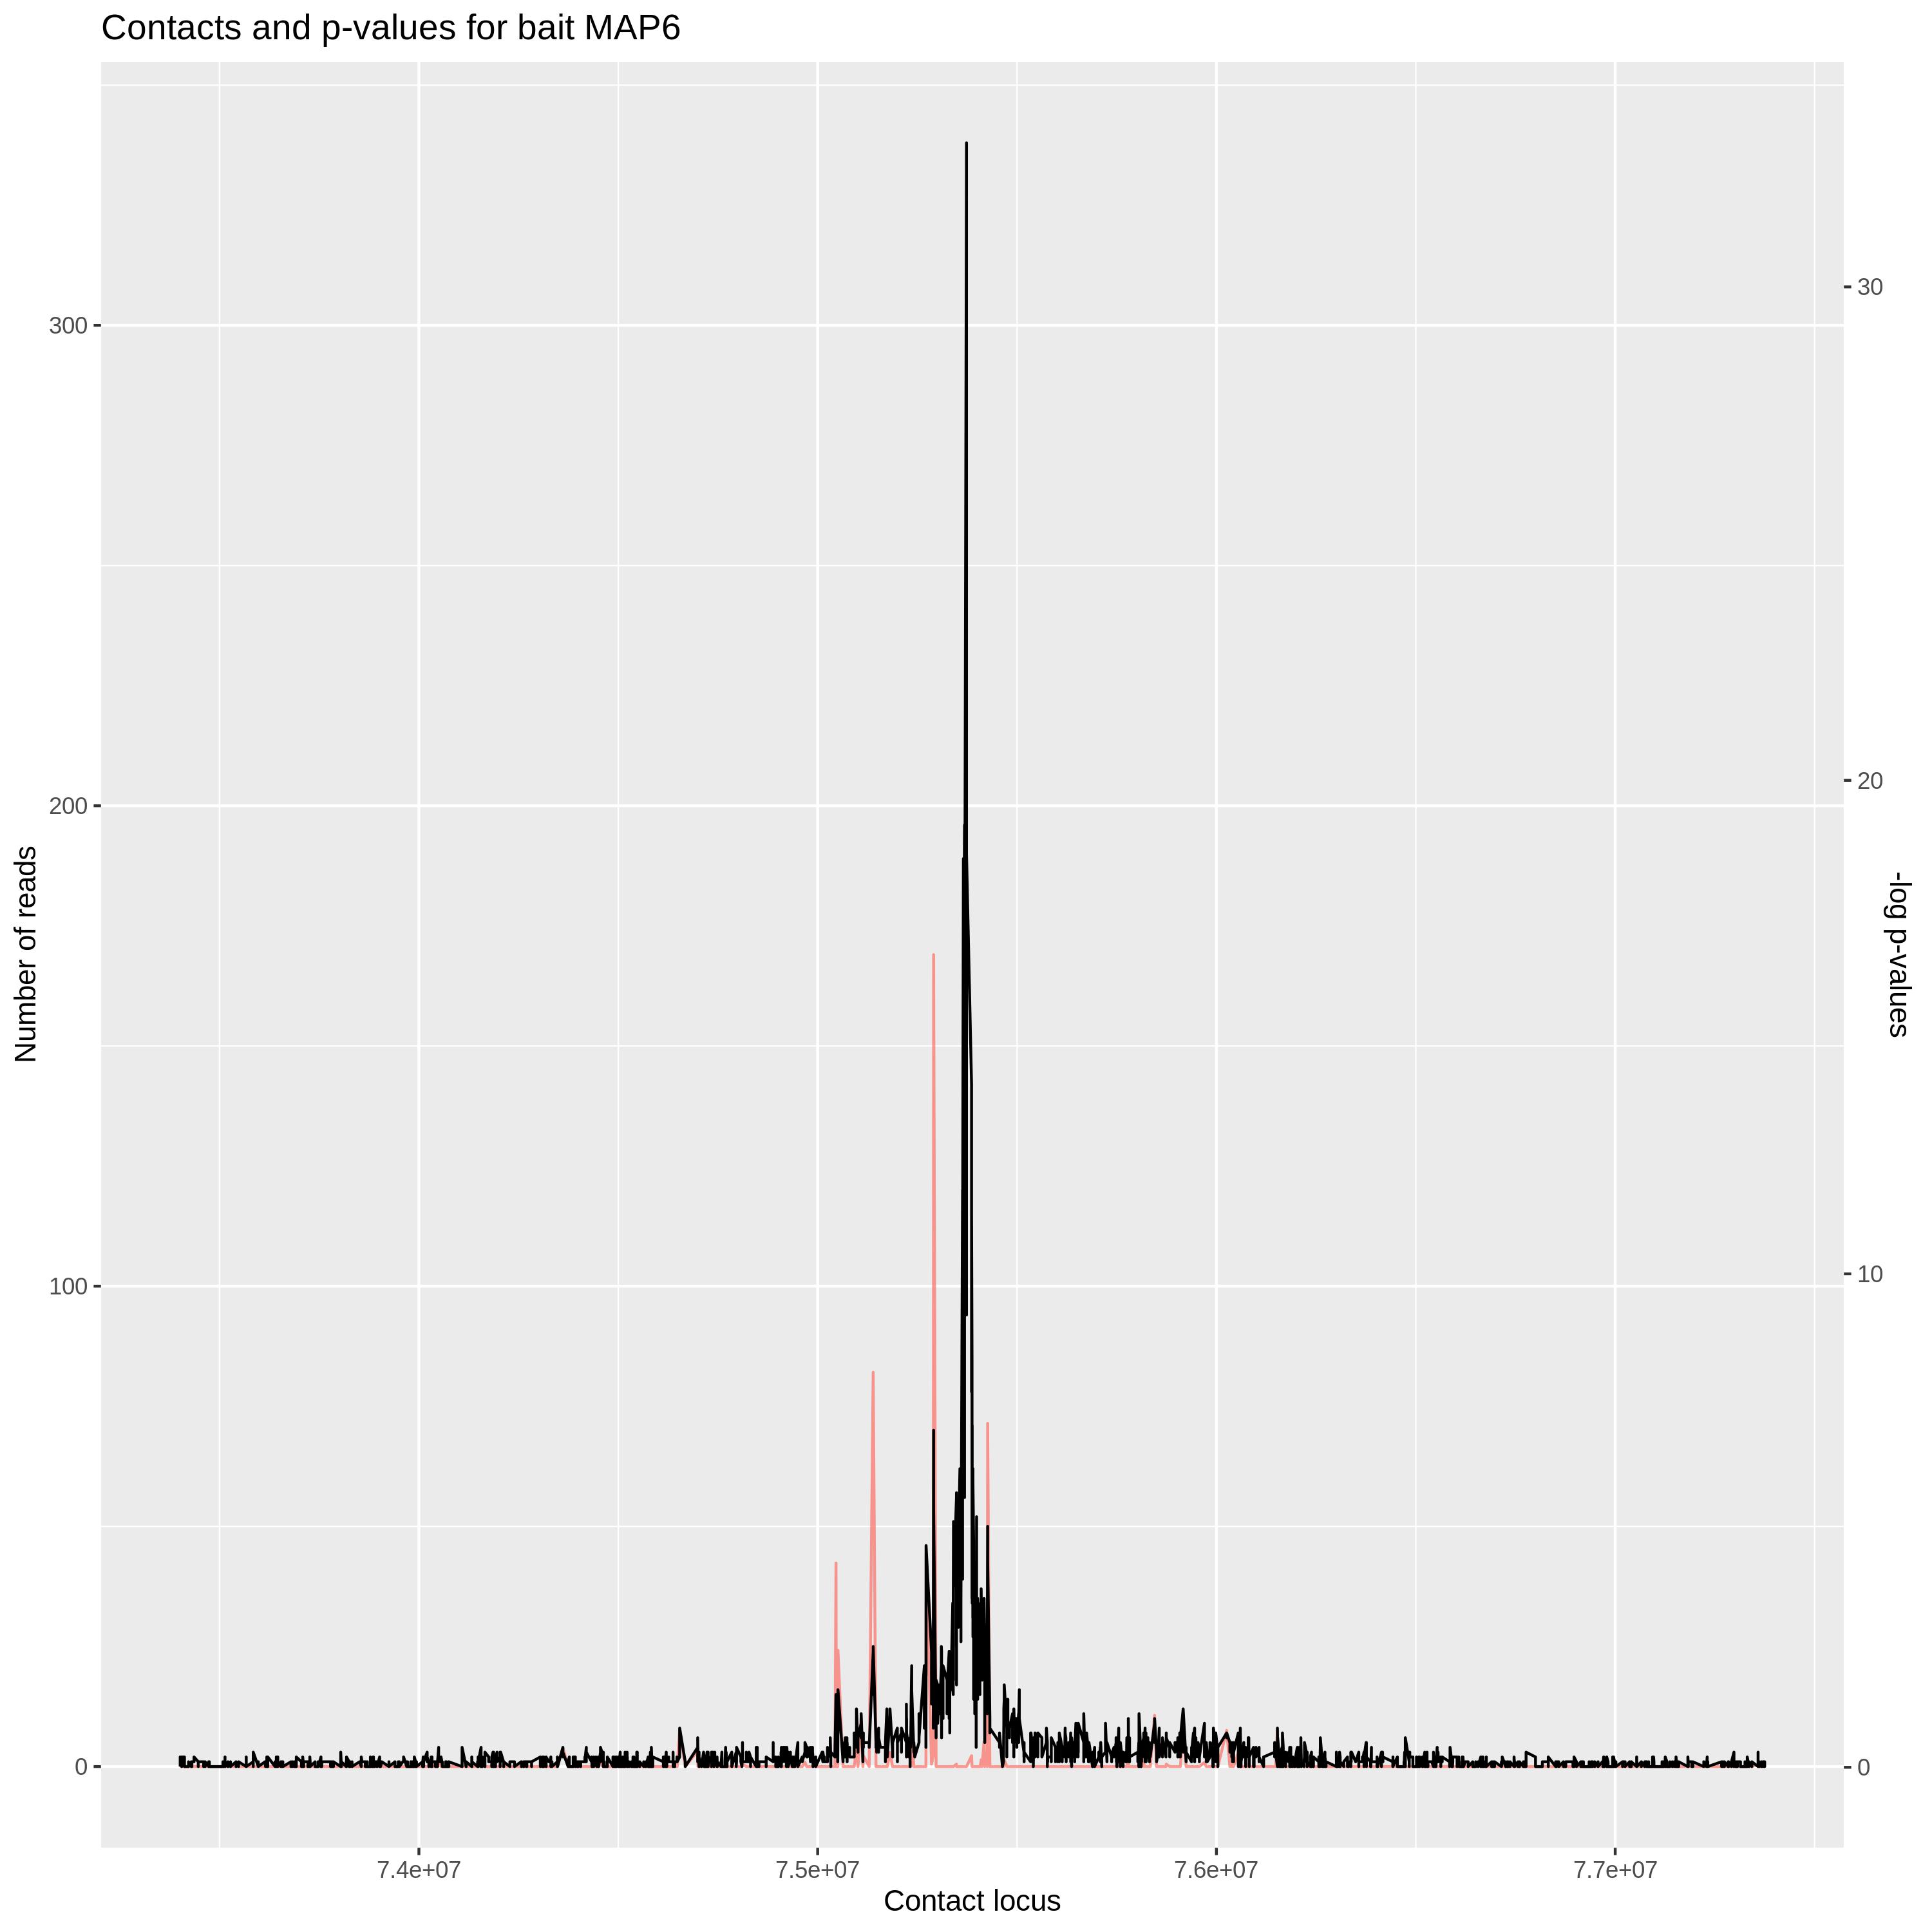 Contacts and p-values for bait MAP6
300
200
100
0
Number of reads
30
20
10
0
-log p-values
7.4e+07
7.5e+07
7.6e+07
7.7e+07
Contact locus